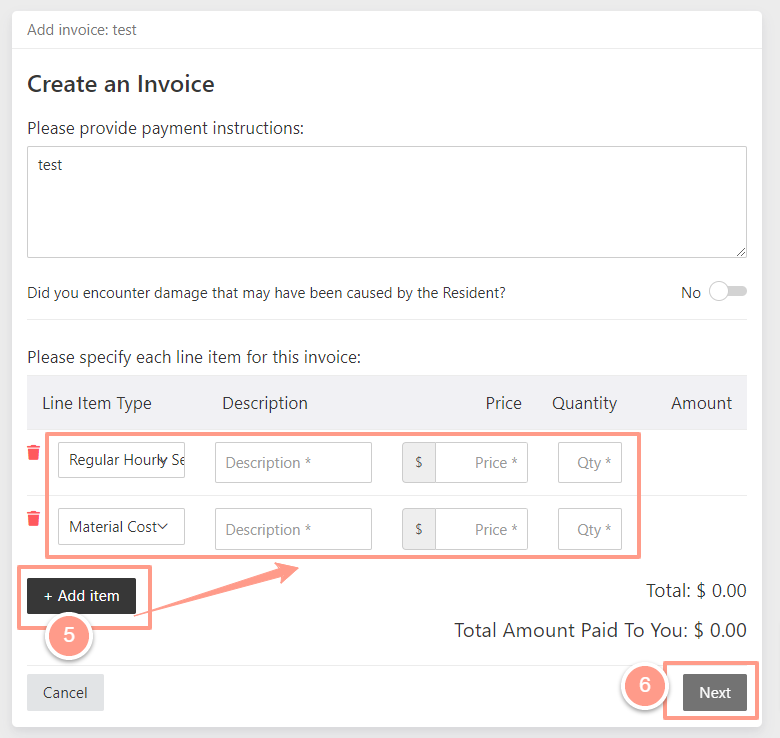 Add invoice: test
Create an Invoice
Please provide payment instructions:
test
Did you encounter damage that may have been caused by the Resident? No
Please specify each line item for this invoice:
Line Item Type Description Price Quantity Amount
Regular Hourly Se Description * $ Price * Qty *
Material Cost Description * $ Price * Qty *
+ Add item
Total: $ 0.00
5
Total Amount Paid To You: $ 0.00
Cancel
6
Next